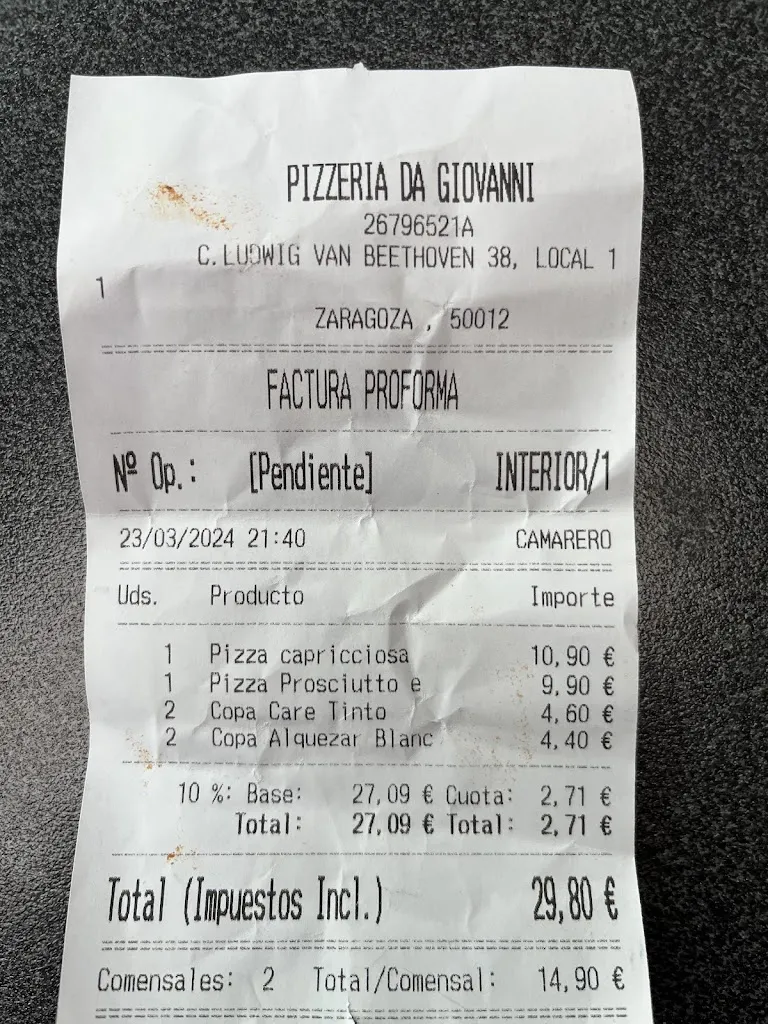 PIZZERIA DA GIOVANNI
26796521A
C.LUDWIG VAN BEETHOVEN 38, LOCAL 1
1
ZARAGOZA , 50012
FACTURA PROFORMA
Nº Op.: [Pendiente] INTERIOR/1
23/03/2024 21:40 CAMARERO
Uds. Producto Importe
1 Pizza capricciosa 10,90 €
1 Pizza Prosciutto e 9,90 €
2 Copa Care Tinto 4,60 €
2 Copa Alquezar Blanc 4,40 €
10 %: Base: 27,09 € Cuota: 2,71 €
Total: 27,09 € Total: 2,71 €
Total (Impuestos Incl.) 29,80 €
Comensales: 2 Total/Comensal: 14,90 €